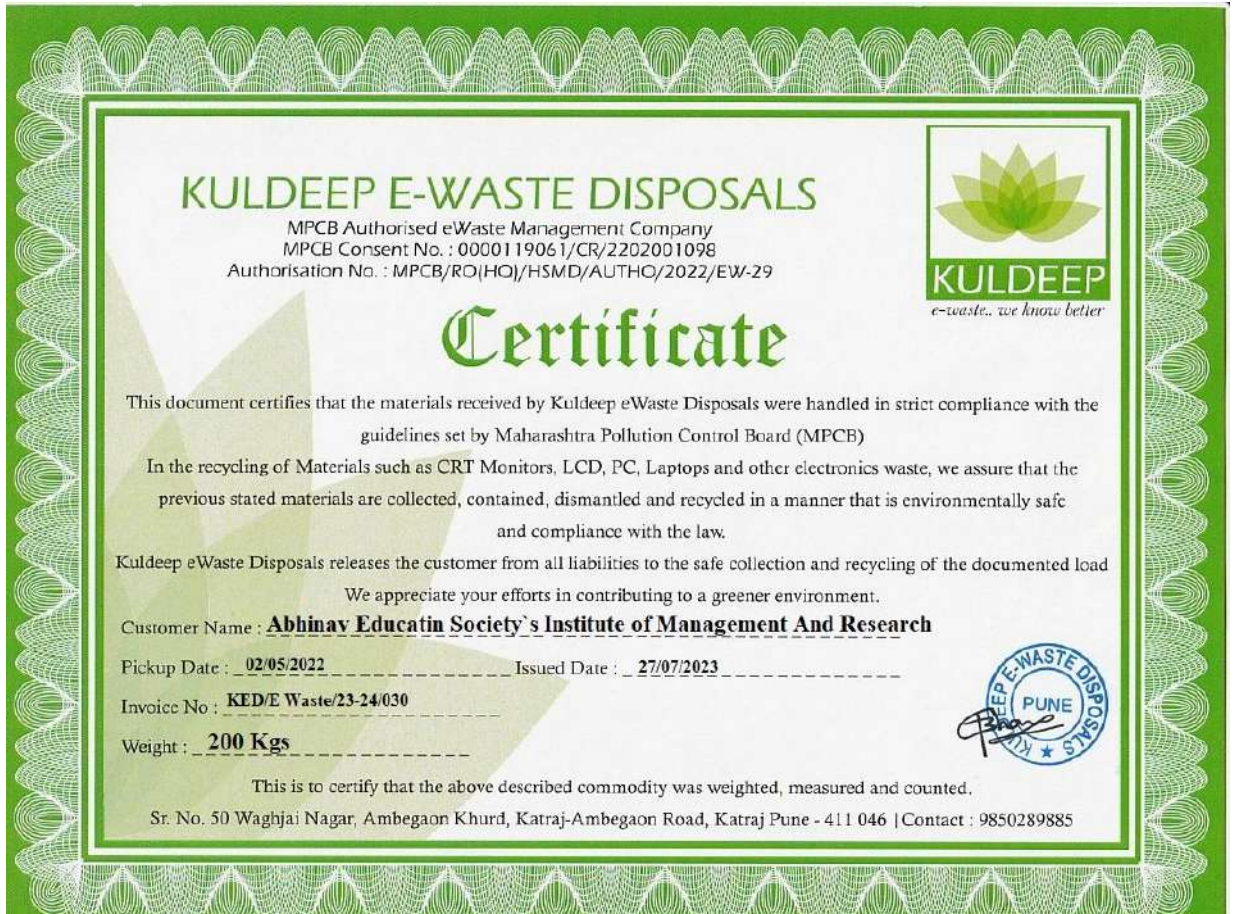 KULDEEP E-WASTE DISPOSALS
MPCB Authorised eWaste Management Company
MPCB Consent No. : 0000119061/CR/2202001098
Authorisation No. : MPCB/RO(HO)/HSMD/AUTHO/2022/EW-29
KULDEEP
e-waste.. we know better
Certificate
This document certifies that the materials received by Kuldeep eWaste Disposals were handled in strict compliance with the
guidelines set by Maharashtra Pollution Control Board (MPCB)
In the recycling of Materials such as CRT Monitors, LCD, PC, Laptops and other electronics waste, we assure that the
previous stated materials are collected, contained, dismantled and recycled in a manner that is environmentally safe
and compliance with the law.
Kuldeep eWaste Disposals releases the customer from all liabilities to the safe collection and recycling of the documented load
We appreciate your efforts in contributing to a greener environment.
Customer Name : Abhinav Educatin Society`s Institute of Management And Research
Pickup Date : 02/05/2022 Issued Date : 27/07/2023
Invoice No : KED/E Waste/23-24/030
Weight : 200 Kgs
KULDEEP E-WASTE DISPOSALS
PUNE
This is to certify that the above described commodity was weighted, measured and counted.
Sr. No. 50 Waghjai Nagar, Ambegaon Khurd, Katraj-Ambegaon Road, Katraj Pune - 411 046 | Contact : 9850289885